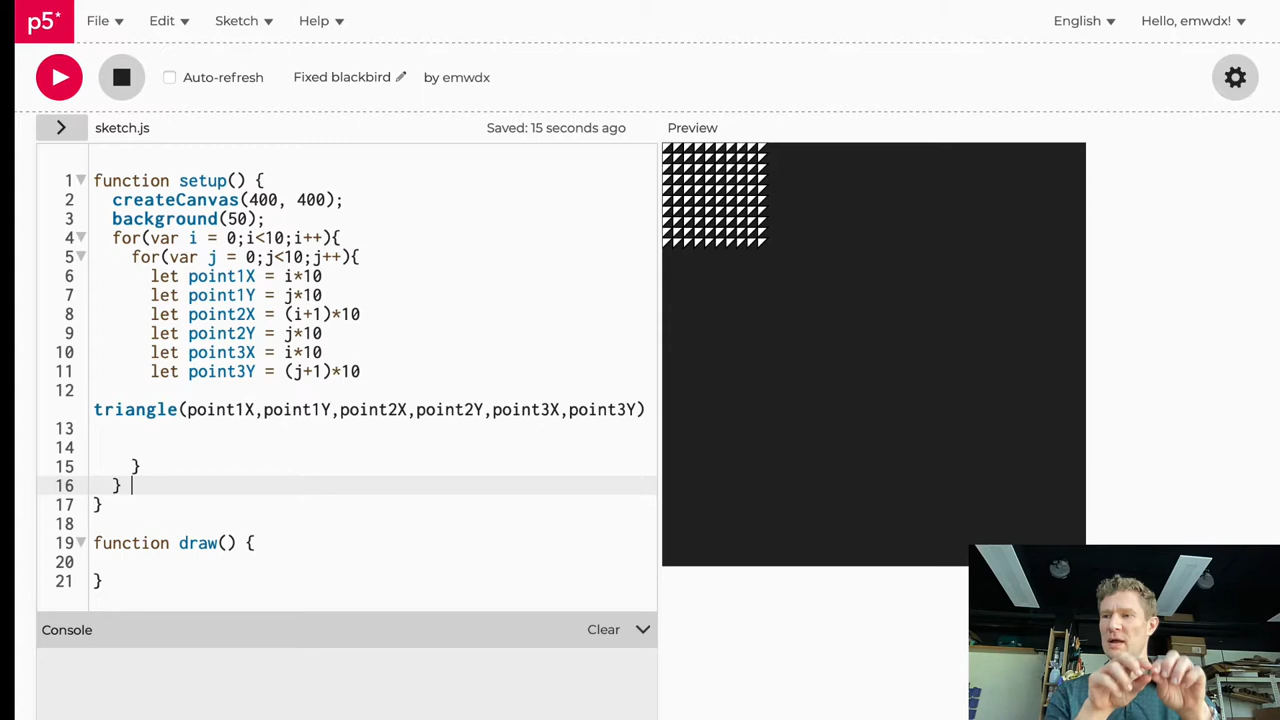 p5* File Edit Sketch Help English Hello, emwdx!
Auto-refresh Fixed blackbird by emwdx
sketch.js Saved: 15 seconds ago Preview
1 function setup() {
2 createCanvas(400, 400);
3 background(50);
4 for(var i = 0;i<10;i++){
5 for(var j = 0;j<10;j++){
6 let point1X = i*10
7 let point1Y = j*10
8 let point2X = (i+1)*10
9 let point2Y = j*10
10 let point3X = i*10
11 let point3Y = (j+1)*10
12
triangle(point1X,point1Y,point2X,point2Y,point3X,point3Y)
13
14
15 }
16 }
17 }
18
19 function draw() {
20
21 }
Console Clear